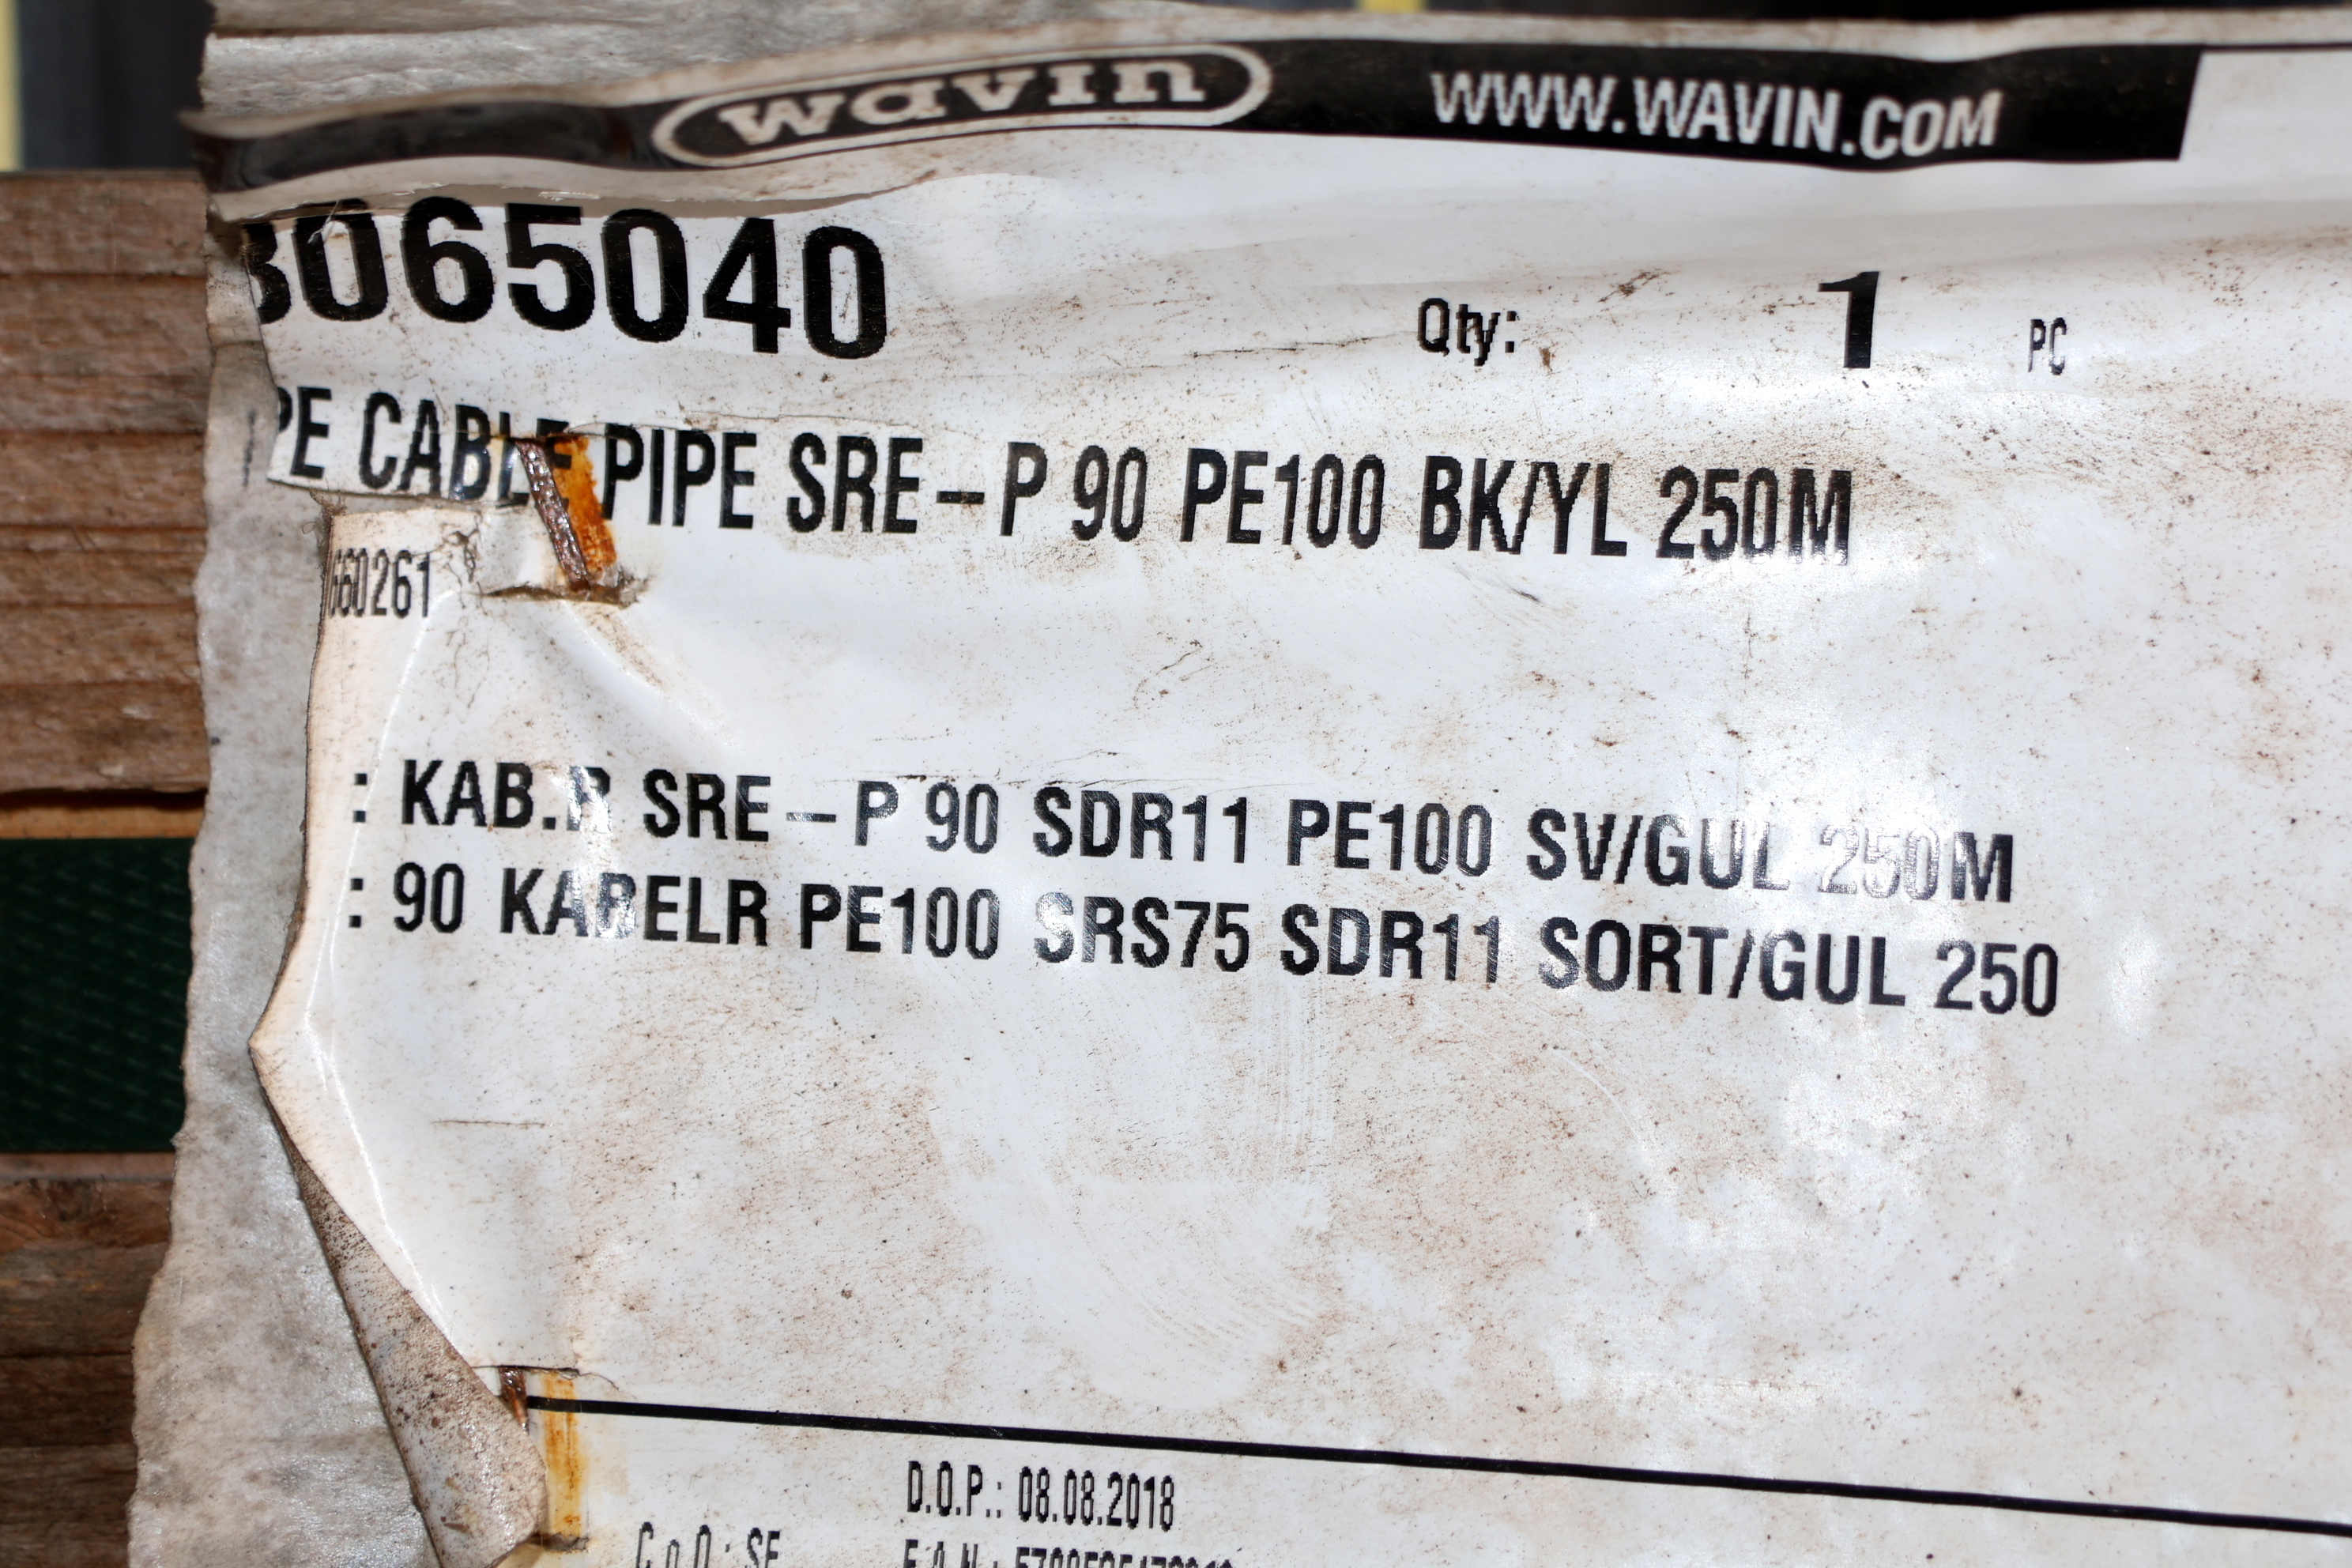 wavin WWW.WAVIN.COM
3065040 Qty: 1 PC
PE CABLE PIPE SRE-P 90 PE100 BK/YL 250M
660261
: KAB.R SRE-P 90 SDR11 PE100 SV/GUL 250M
: 90 KABELR PE100 SRS75 SDR11 SORT/GUL 250
D.O.P.: 08.08.2018
C o O : SE
E A N :